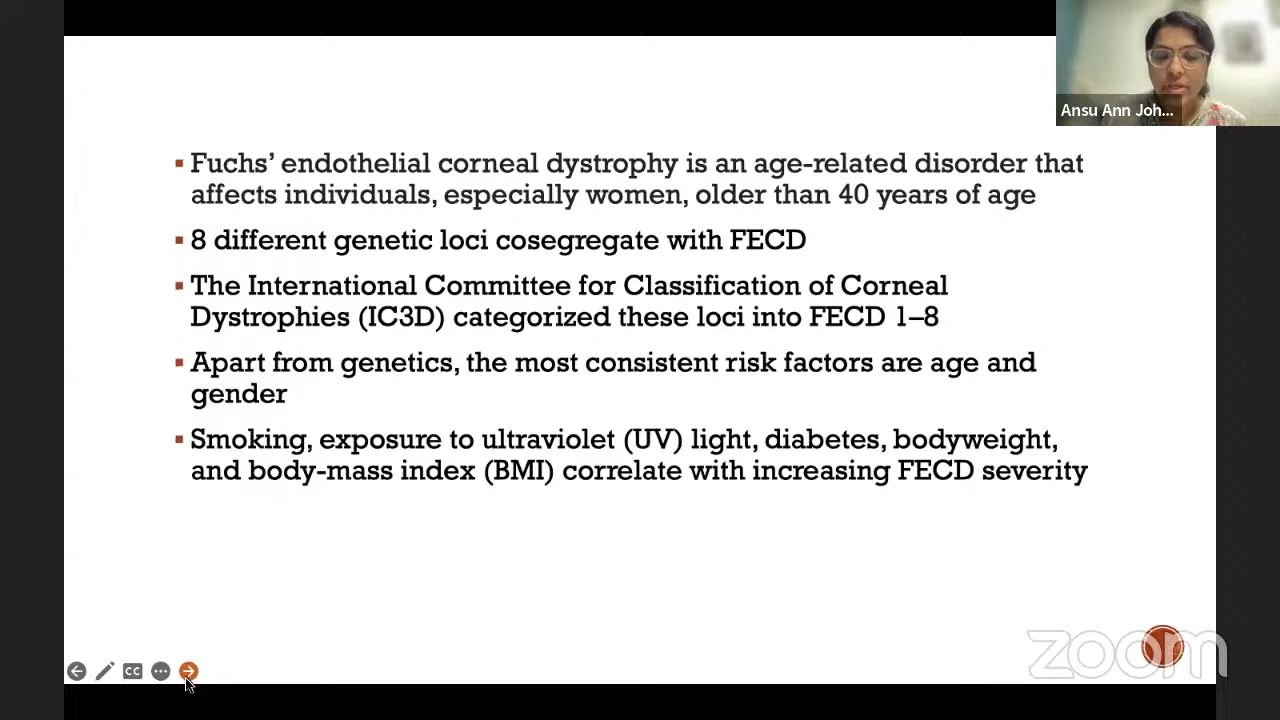 Ansu Ann Joh...
Fuchs’ endothelial corneal dystrophy is an age-related disorder that
affects individuals, especially women, older than 40 years of age
8 different genetic loci cosegregate with FECD
The International Committee for Classification of Corneal
Dystrophies (IC3D) categorized these loci into FECD 1–8
Apart from genetics, the most consistent risk factors are age and
gender
Smoking, exposure to ultraviolet (UV) light, diabetes, bodyweight,
and body-mass index (BMI) correlate with increasing FECD severity
CC
zoom